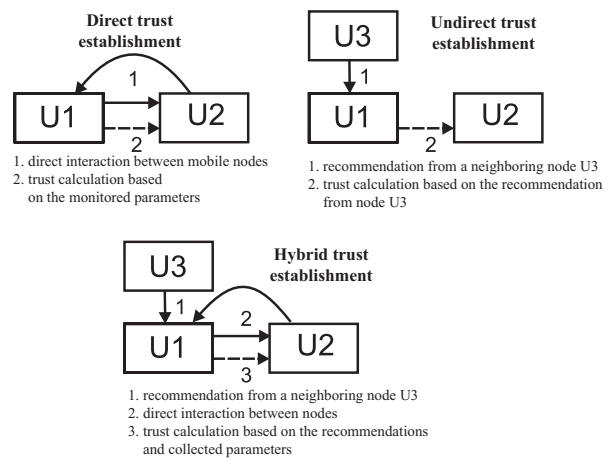 Direct trust
establishment
1
U1
U2
2
1. direct interaction between mobile nodes
2. trust calculation based
on the monitored parameters
Undirect trust
establishment
U3
1
U1
U2
2
1. recommendation from a neighboring node U3
2. trust calculation based on the recommendation
from node U3
Hybrid trust
establishment
U3
1
2
U1
U2
3
1. recommendation from a neighboring node U3
2. direct interaction between nodes
3. trust calculation based on the recommendations
and collected parameters